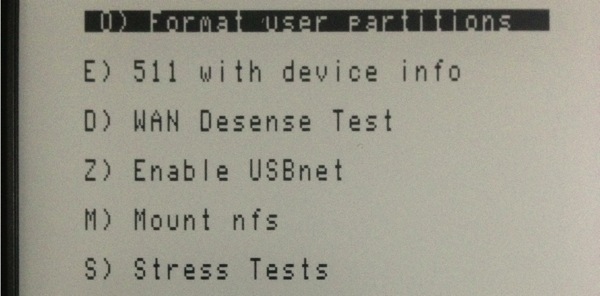 O) Format user partitions
E) 511 with device info
D) WAN Desense Test
Z) Enable USBnet
M) Mount nfs
S) Stress Tests